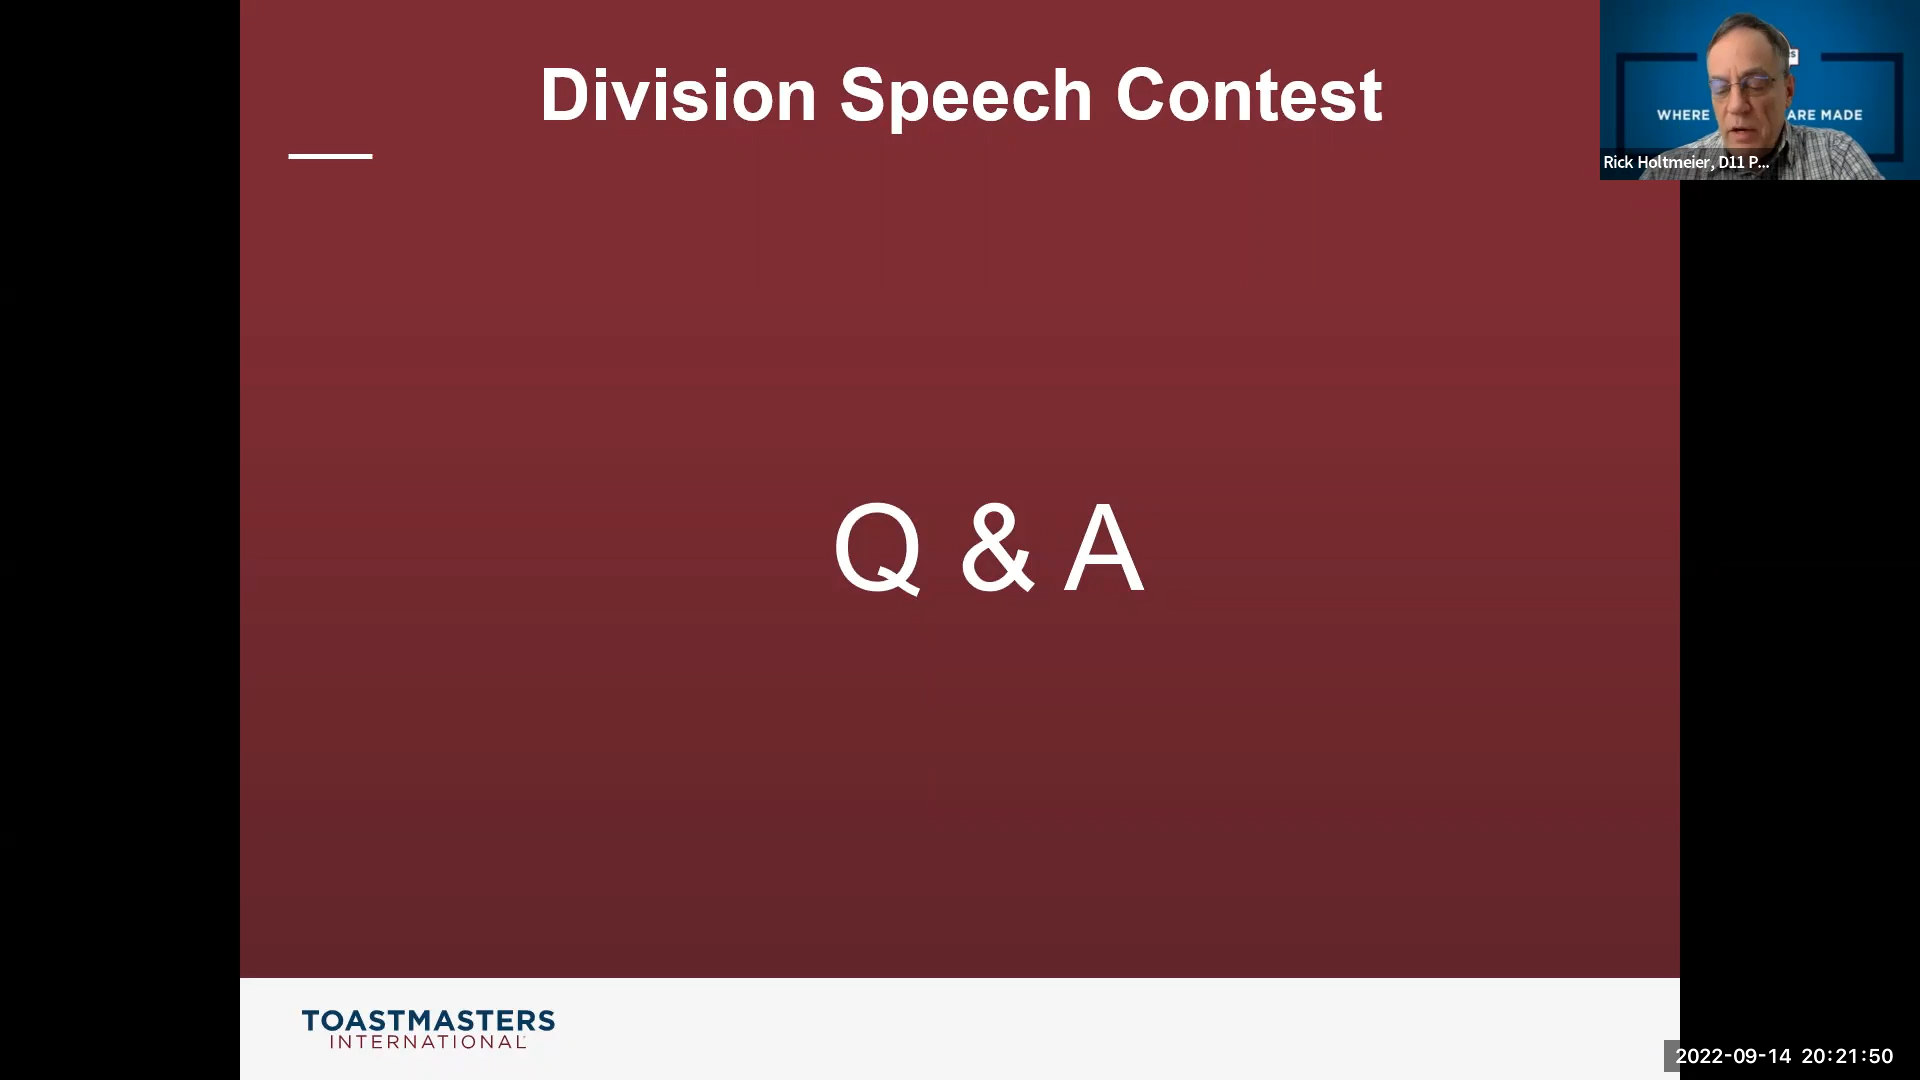 Division Speech Contest
WHERE ARE MADE
Rick Holtmeier, D11 P...
Q & A
TOASTMASTERS
INTERNATIONAL
2022-09-14 20:21:50